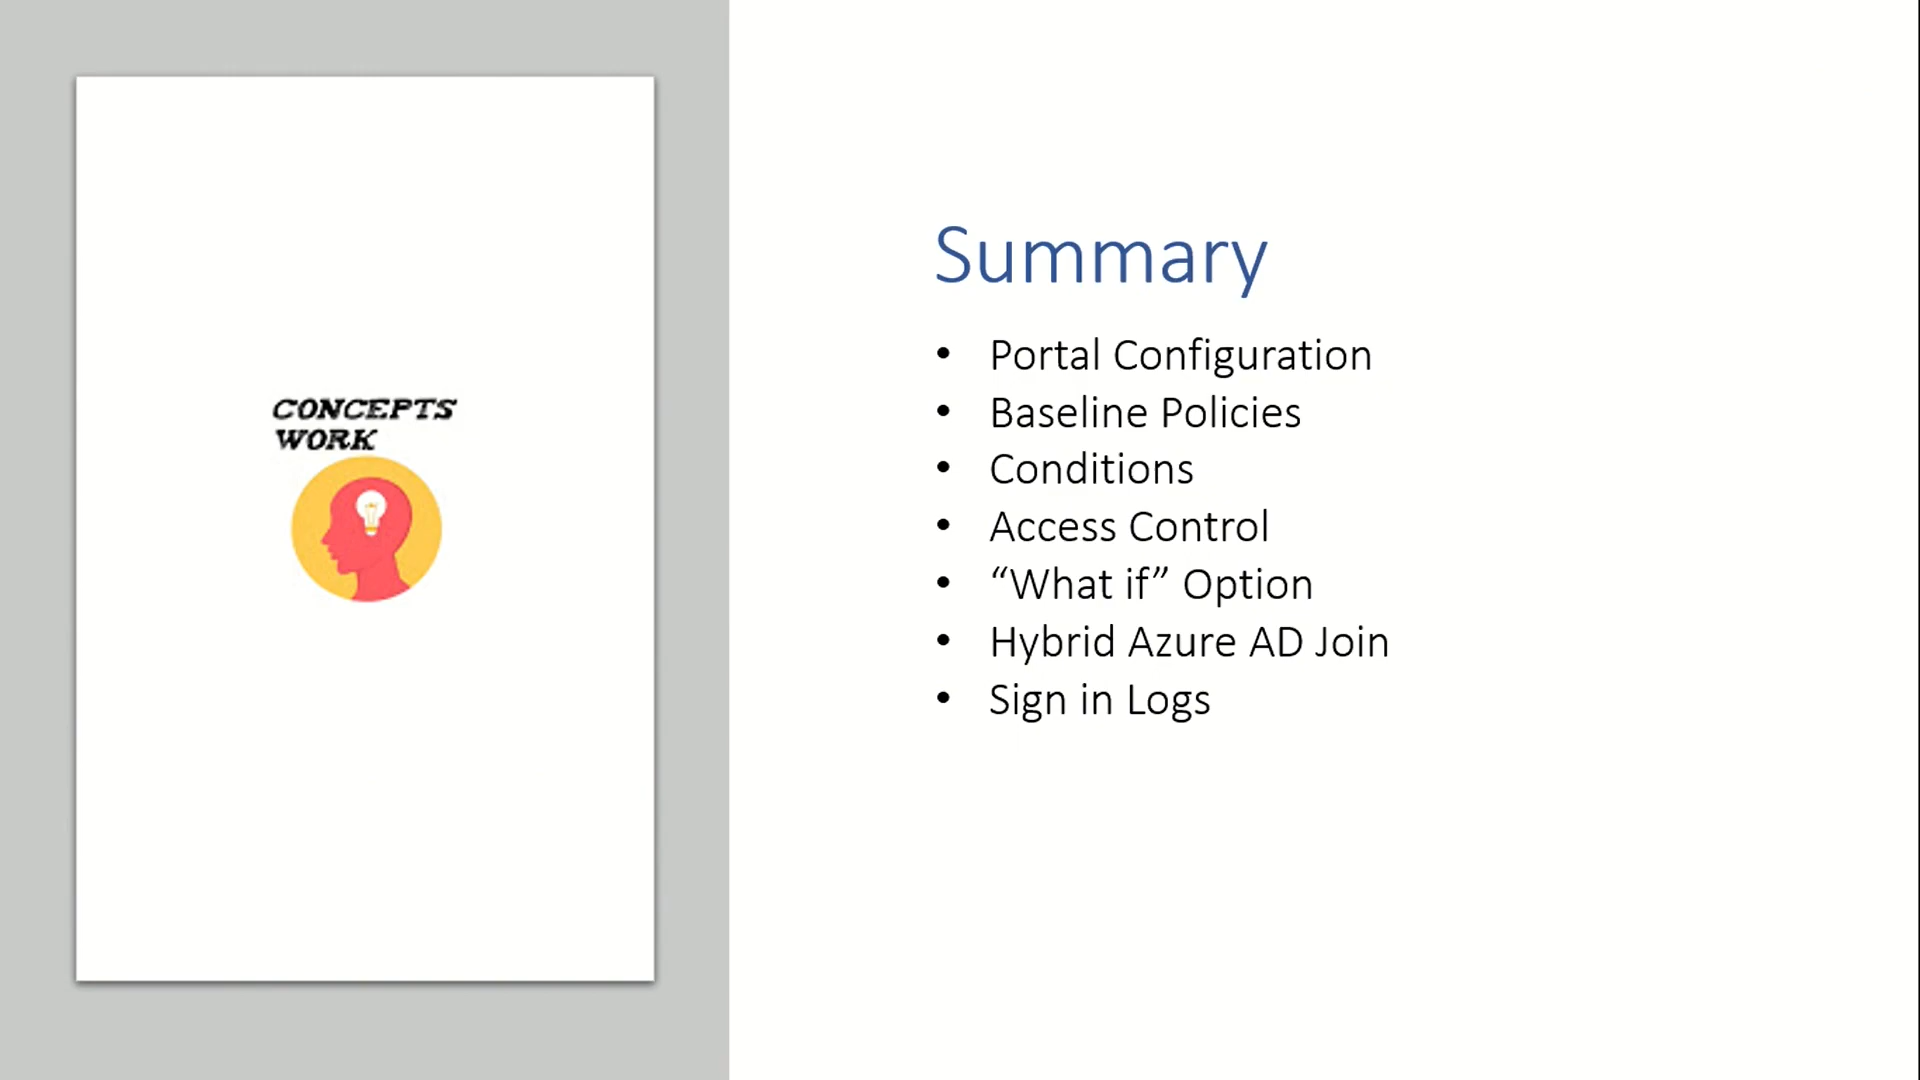 CONCEPTS
WORK
Summary
• Portal Configuration
• Baseline Policies
• Conditions
• Access Control
• “What if” Option
• Hybrid Azure AD Join
• Sign in Logs